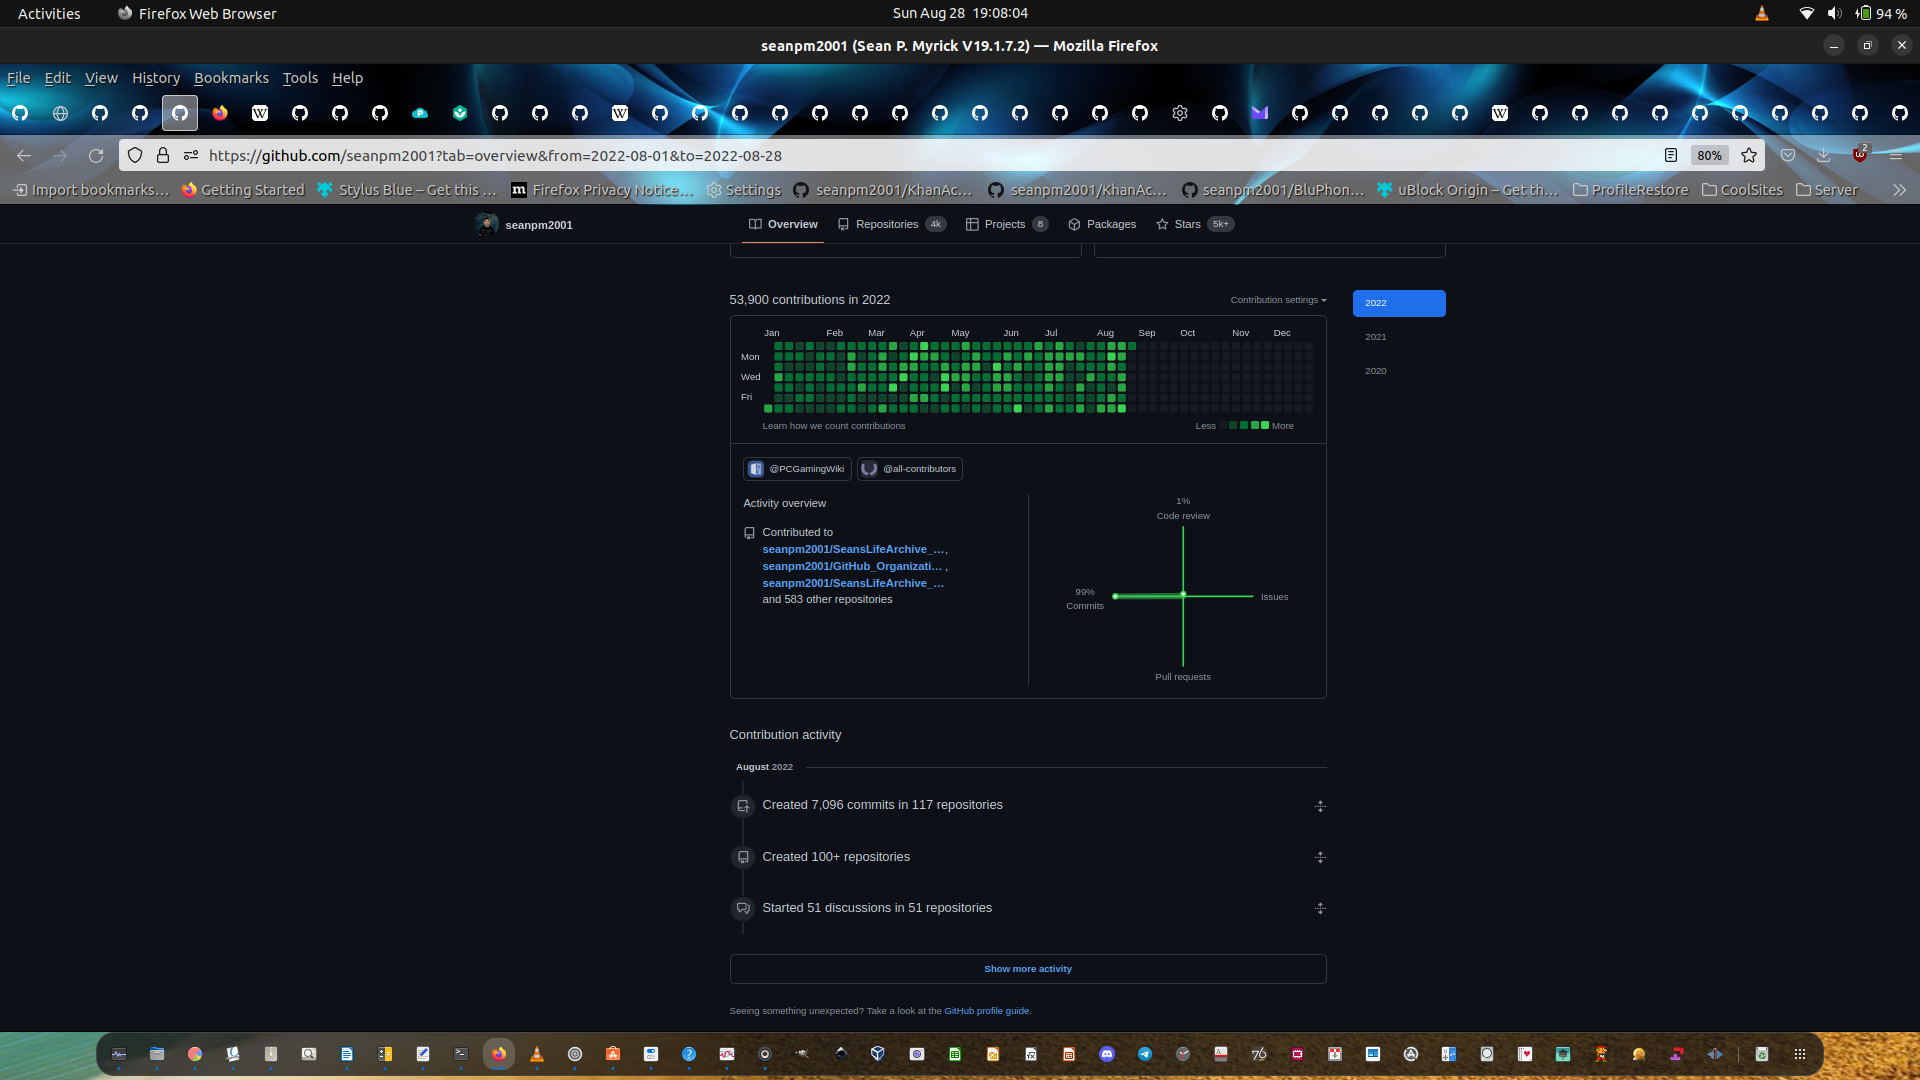 Activities Firefox Web Browser Sun Aug 28 19:08:04 94 %
seanpm2001 (Sean P. Myrick V19.1.7.2) — Mozilla Firefox
File Edit View History Bookmarks Tools Help
https://github.com/seanpm2001?tab=overview&from=2022-08-01&to=2022-08-28 80% 2
Import bookmarks… Getting Started Stylus Blue – Get this … Firefox Privacy Notice… Settings seanpm2001/KhanAc… seanpm2001/KhanAc… seanpm2001/BluPhon… uBlock Origin – Get th… ProfileRestore CoolSites Server
seanpm2001 Overview Repositories 4k Projects 8 Packages Stars 5k+
53,900 contributions in 2022 Contribution settings 2022
2021
2020
Jan Feb Mar Apr May Jun Jul Aug Sep Oct Nov Dec
Mon
Wed
Fri
Learn how we count contributions Less More
@PCGamingWiki @all-contributors
Activity overview
Contributed to
seanpm2001/SeansLifeArchive_…,
seanpm2001/GitHub_Organizati… ,
seanpm2001/SeansLifeArchive_…
and 583 other repositories
1%
Code review
99%
Commits
Issues
Pull requests
Contribution activity
August 2022
Created 7,096 commits in 117 repositories
Created 100+ repositories
Started 51 discussions in 51 repositories
Show more activity
Seeing something unexpected? Take a look at the GitHub profile guide.